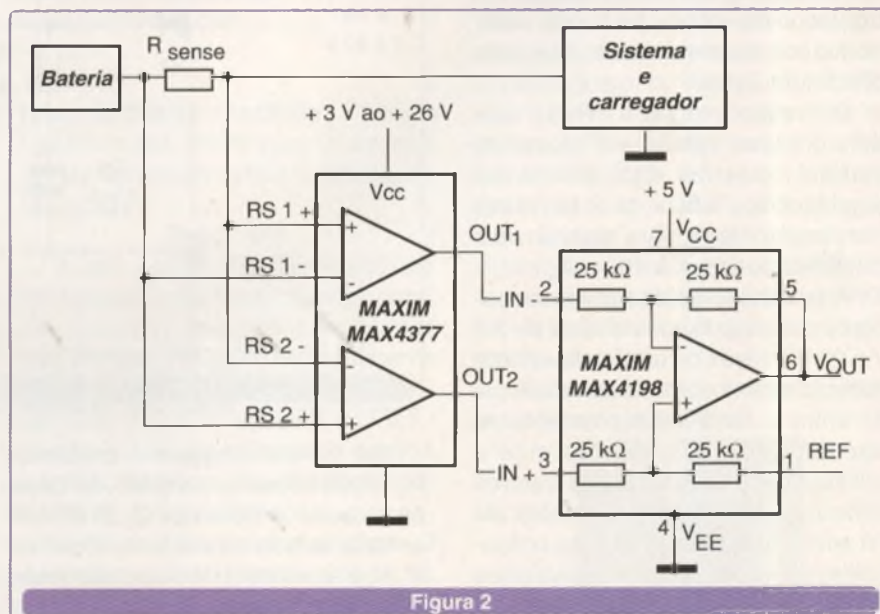 Bateria
R sense
Sistema
e
carregador
+ 3 V ao + 26 V
Vcc
RS 1 +
RS 1 -
RS 2 -
RS 2 +
+
-
-
+
MAXIM
MAX4377
OUT1
OUT2
+ 5 V
7 VCC
IN - 2 25 kΩ 25 kΩ 5
-
+
MAXIM
MAX4198
6 VOUT
IN + 3 25 kΩ 25 kΩ 1 REF
4 VEE
Figura 2